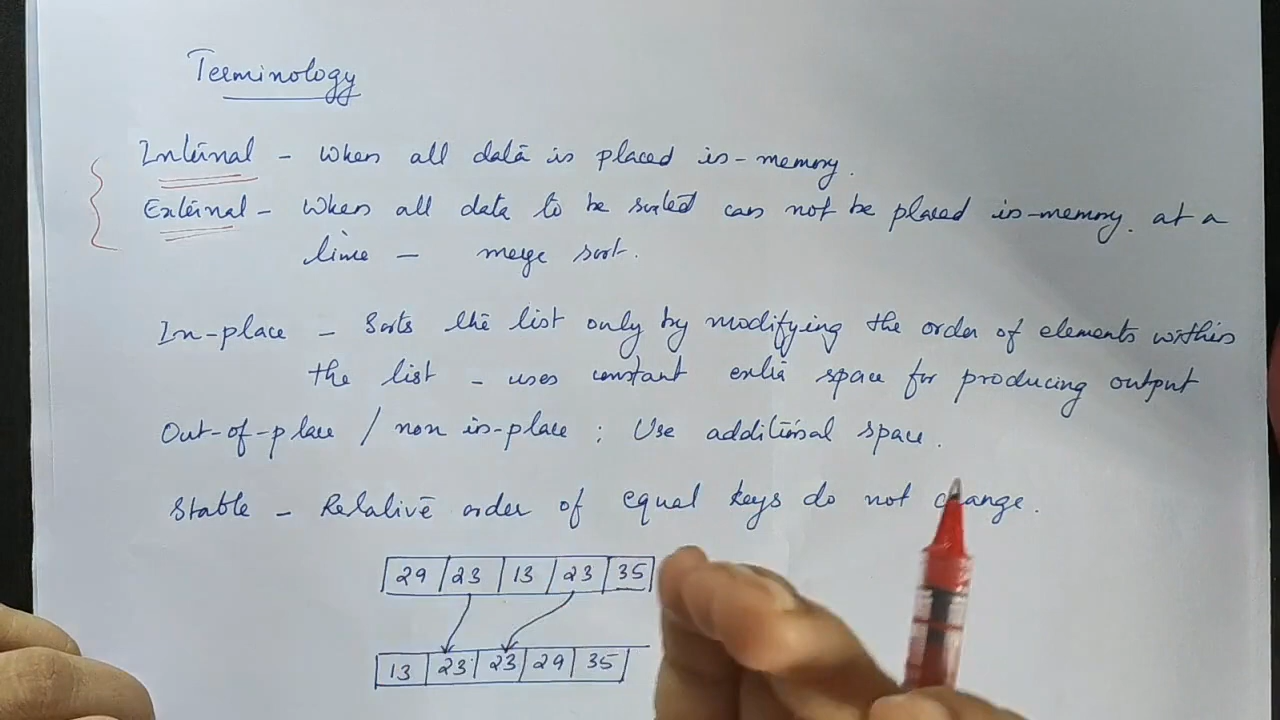 Terminology
Internal - When all data is placed in-memory.
External - When all data to be sorted can not be placed in-memory. at a
time - merge sort.
In-place - Sorts the list only by modifying the order of elements within
the list - uses constant extra space for producing output
Out-of-place / non in-place ; Use additional space.
Stable - Relative order of equal keys do not change.
29 23 13 23 35
13 23 23 29 35